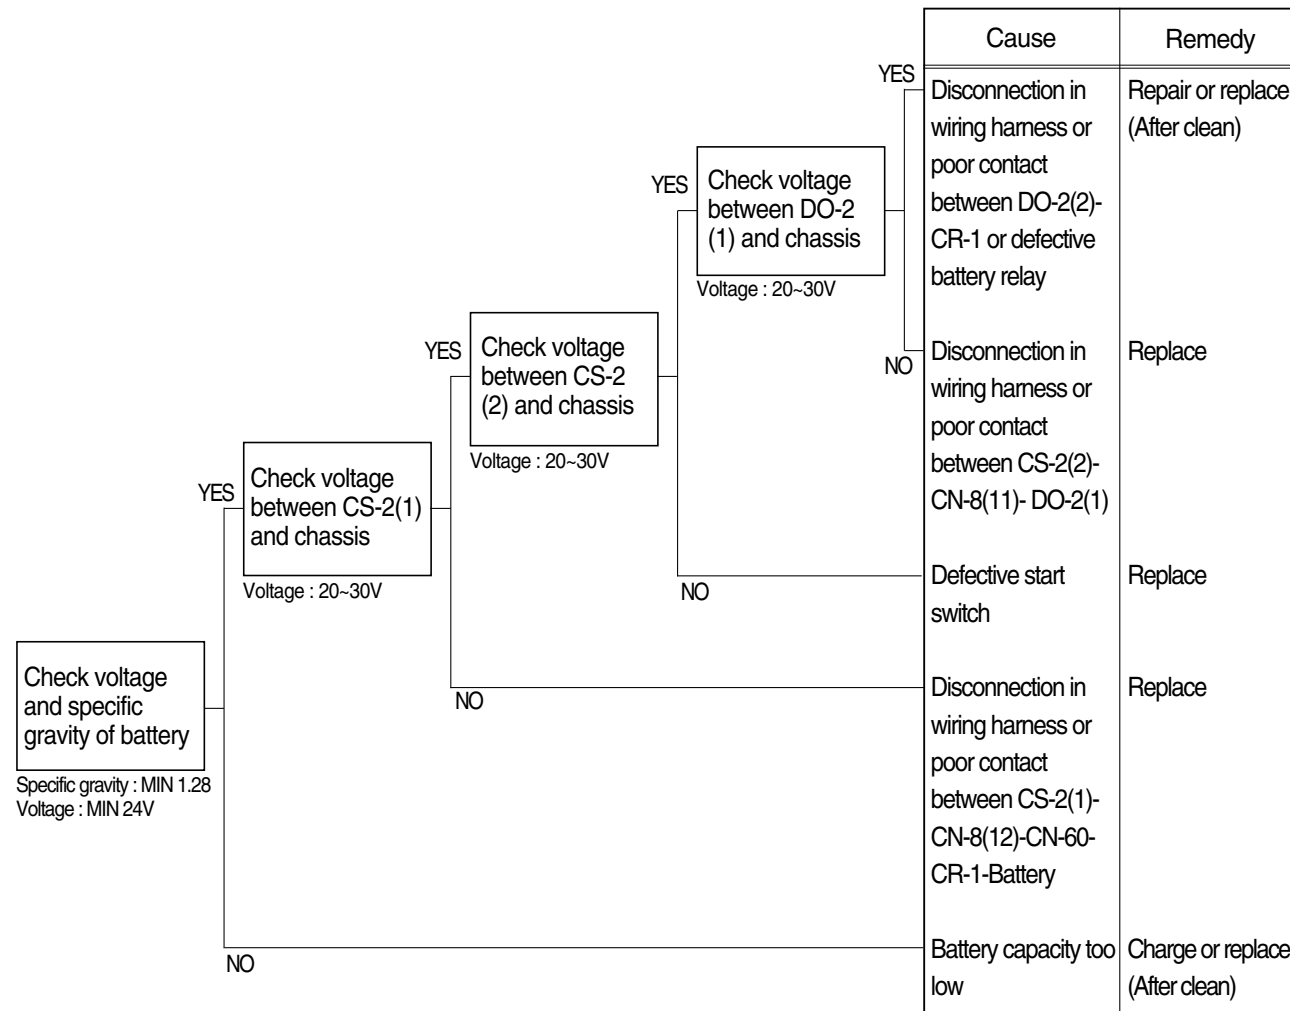 Cause
Remedy
YES
Disconnection in
wiring harness or
poor contact
between DO-2(2)-
CR-1 or defective
battery relay
Repair or replace
(After clean)
YES
Check voltage
between DO-2
(1) and chassis
Voltage : 20~30V
NO
Disconnection in
wiring harness or
poor contact
between CS-2(2)-
CN-8(11)- DO-2(1)
Replace
YES
Check voltage
between CS-2
(2) and chassis
Voltage : 20~30V
NO
Defective start
switch
Replace
YES
Check voltage
between CS-2(1)
and chassis
Voltage : 20~30V
NO
Disconnection in
wiring harness or
poor contact
between CS-2(1)-
CN-8(12)-CN-60-
CR-1-Battery
Replace
Check voltage
and specific
gravity of battery
Specific gravity : MIN 1.28
Voltage : MIN 24V
NO
Battery capacity too
low
Charge or replace
(After clean)